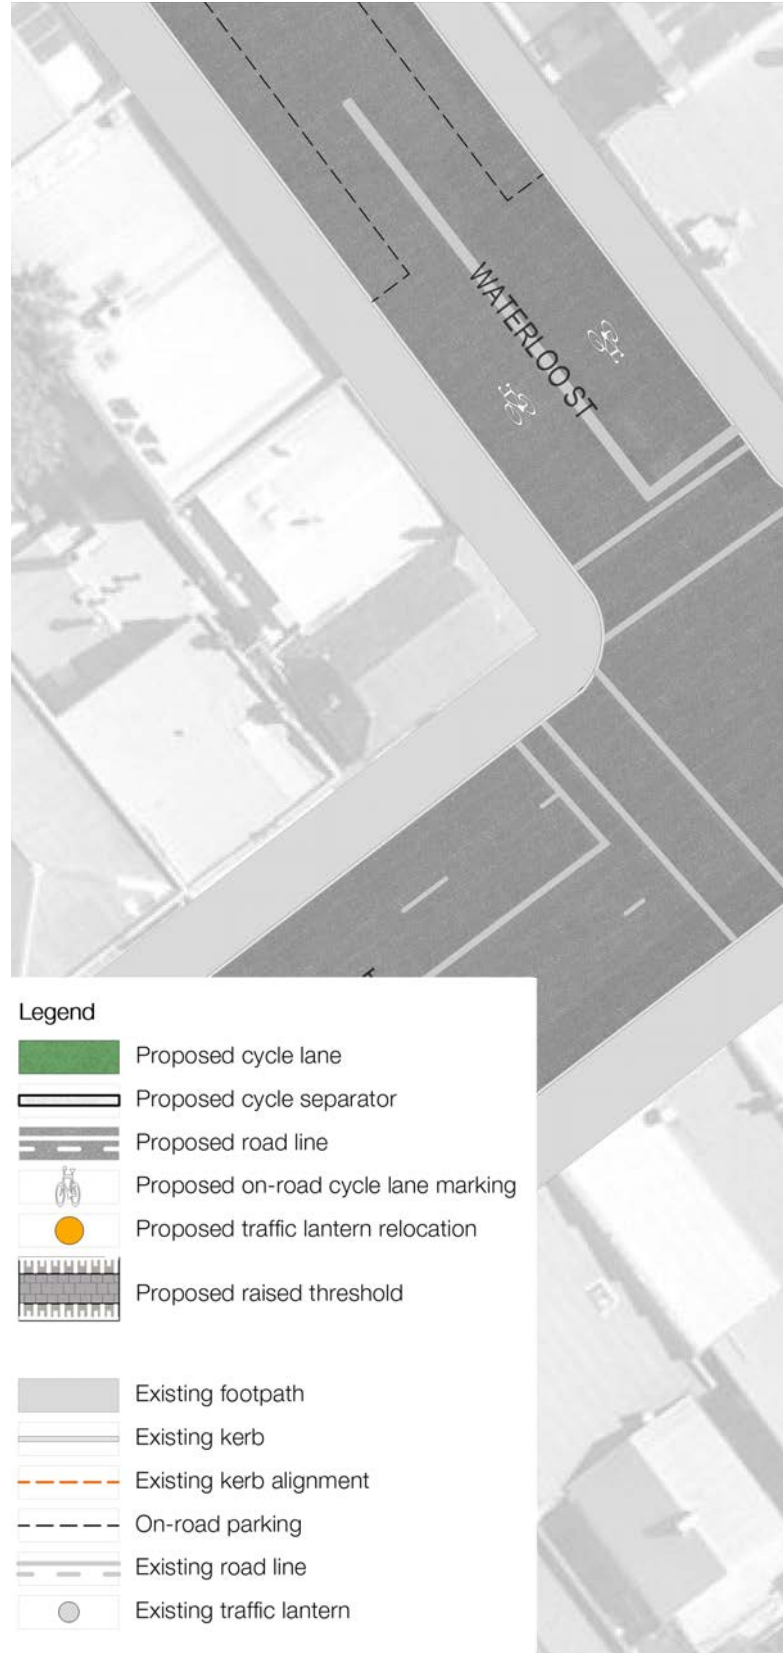 WATERLOO ST
Legend
Proposed cycle lane
Proposed cycle separator
Proposed road line
Proposed on-road cycle lane marking
Proposed traffic lantern relocation
Proposed raised threshold
Existing footpath
Existing kerb
Existing kerb alignment
On-road parking
Existing road line
Existing traffic lantern